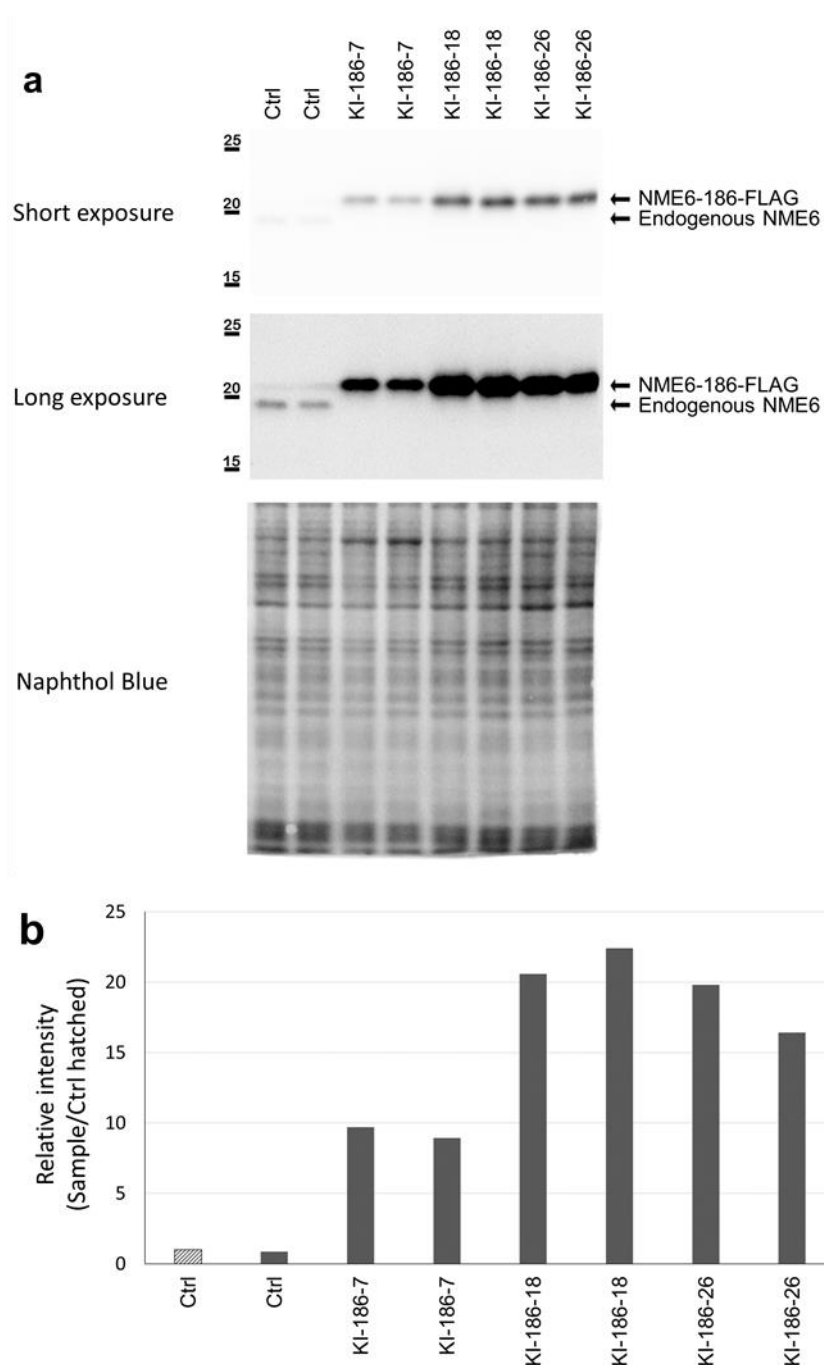 a
Ctrl
Ctrl
KI-186-7
KI-186-7
KI-186-18
KI-186-18
KI-186-26
KI-186-26
Short exposure
25
20
15
NME6-186-FLAG
Endogenous NME6
Long exposure
25
20
15
NME6-186-FLAG
Endogenous NME6
Naphthol Blue
b
Relative intensity
(Sample/Ctrl hatched)
25
20
15
10
5
0
Ctrl
Ctrl
KI-186-7
KI-186-7
KI-186-18
KI-186-18
KI-186-26
KI-186-26